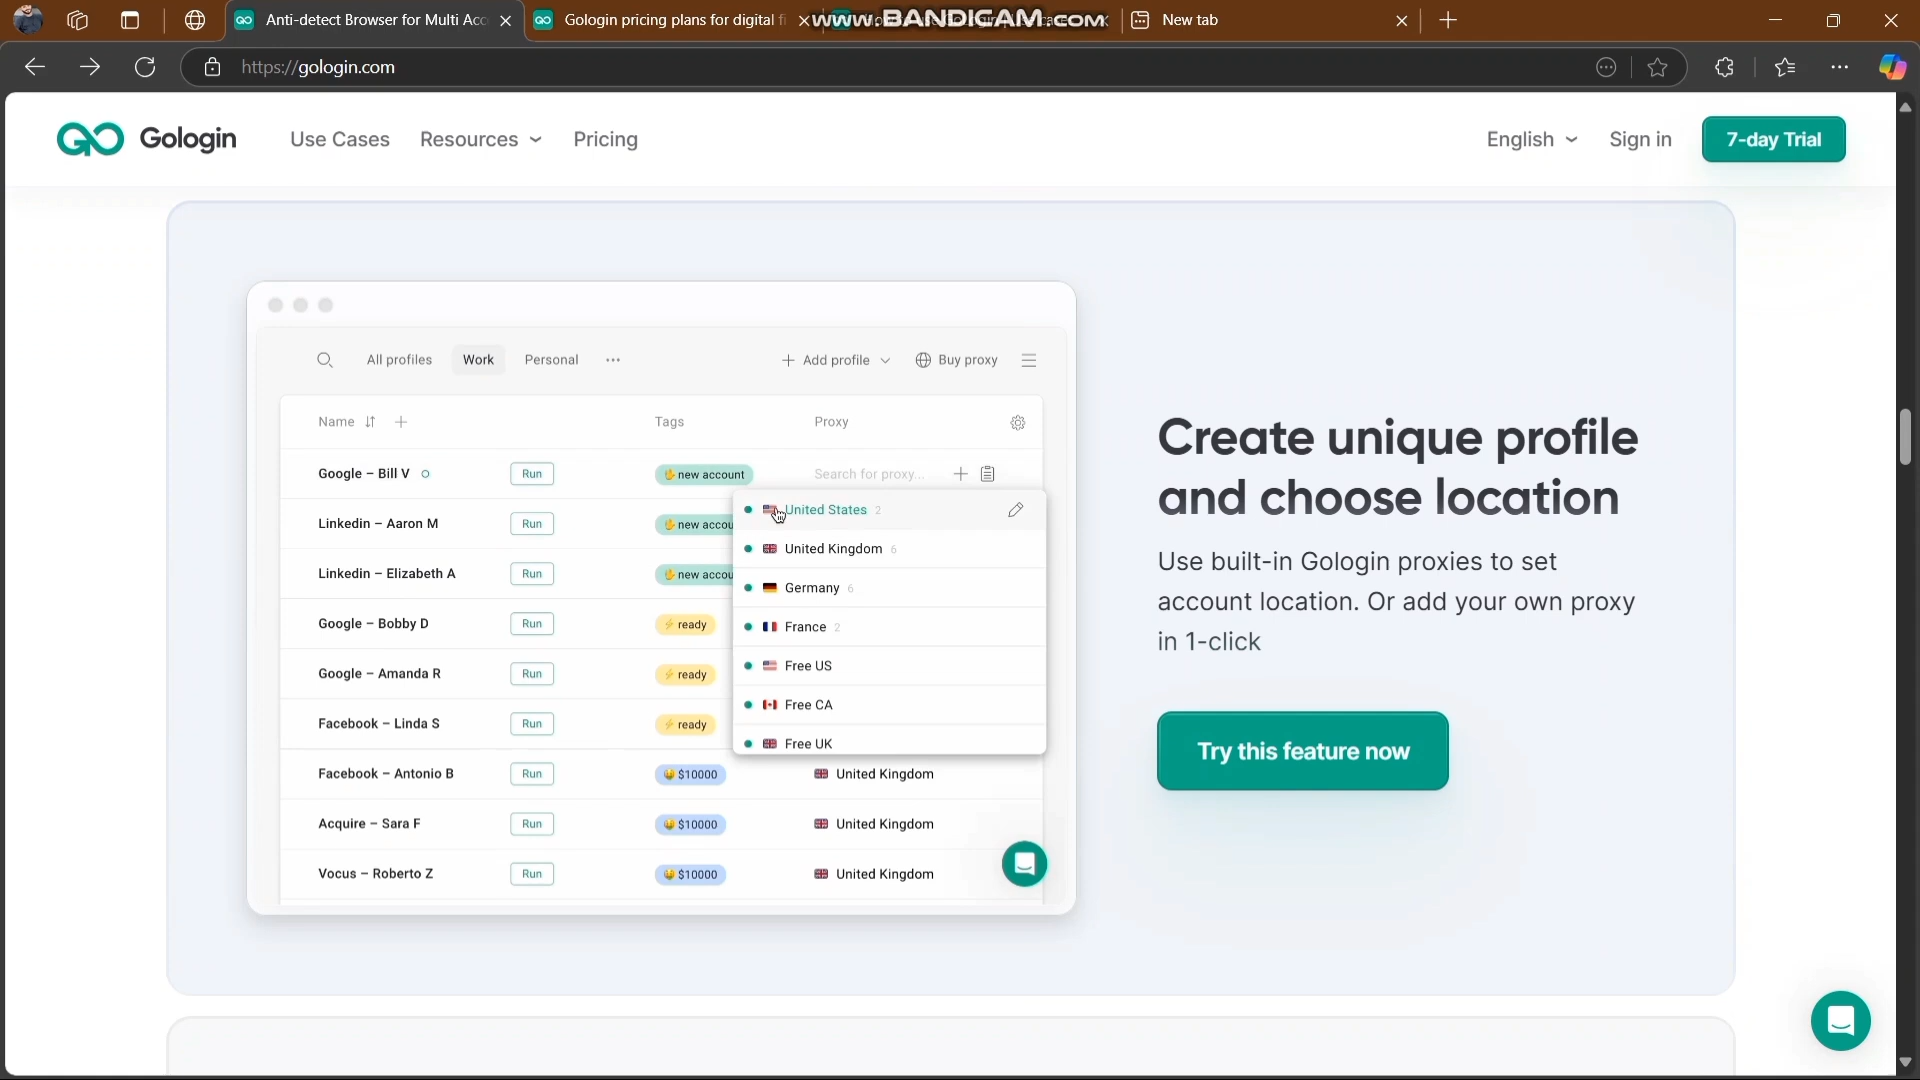 Anti-detect Browser for Multi Acc
Gologin pricing plans for digital fi
www.BANDICAM.com
New tab
https://gologin.com
Gologin
Use Cases
Resources
Pricing
English
Sign in
7-day Trial
All profiles
Work
Personal
Add profile
Buy proxy
Name
Tags
Proxy
Google – Bill V
Run
new account
Search for proxy...
United States 2
Linkedin – Aaron M
Run
new accou
United Kingdom 6
Linkedin – Elizabeth A
Run
new accou
Germany 6
Google – Bobby D
Run
ready
France 2
Google – Amanda R
Run
ready
Free US
Facebook – Linda S
Run
ready
Free CA
Free UK
Facebook – Antonio B
Run
$10000
United Kingdom
Acquire – Sara F
Run
$10000
United Kingdom
Vocus – Roberto Z
Run
$10000
United Kingdom
Create unique profile
and choose location
Use built-in Gologin proxies to set
account location. Or add your own proxy
in 1-click
Try this feature now